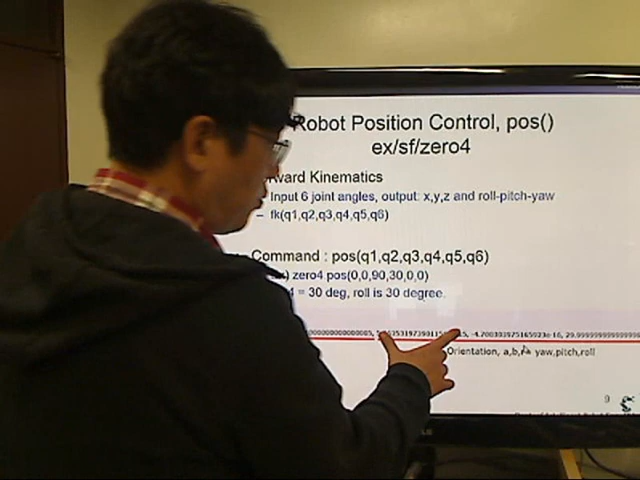 Robot Position Control, pos()
ex/sf/zero4
Kinematics
– Input 6 joint angles, output: x,y,z and roll-pitch-yaw
– fk(q1,q2,q3,q4,q5,q6)
Command : pos(q1,q2,q3,q4,q5,q6)
zero4 pos(0,0,90,30,0,0)
= 30 deg, roll is 30 degree.
Orientation, a,b,r= yaw,pitch,roll
9